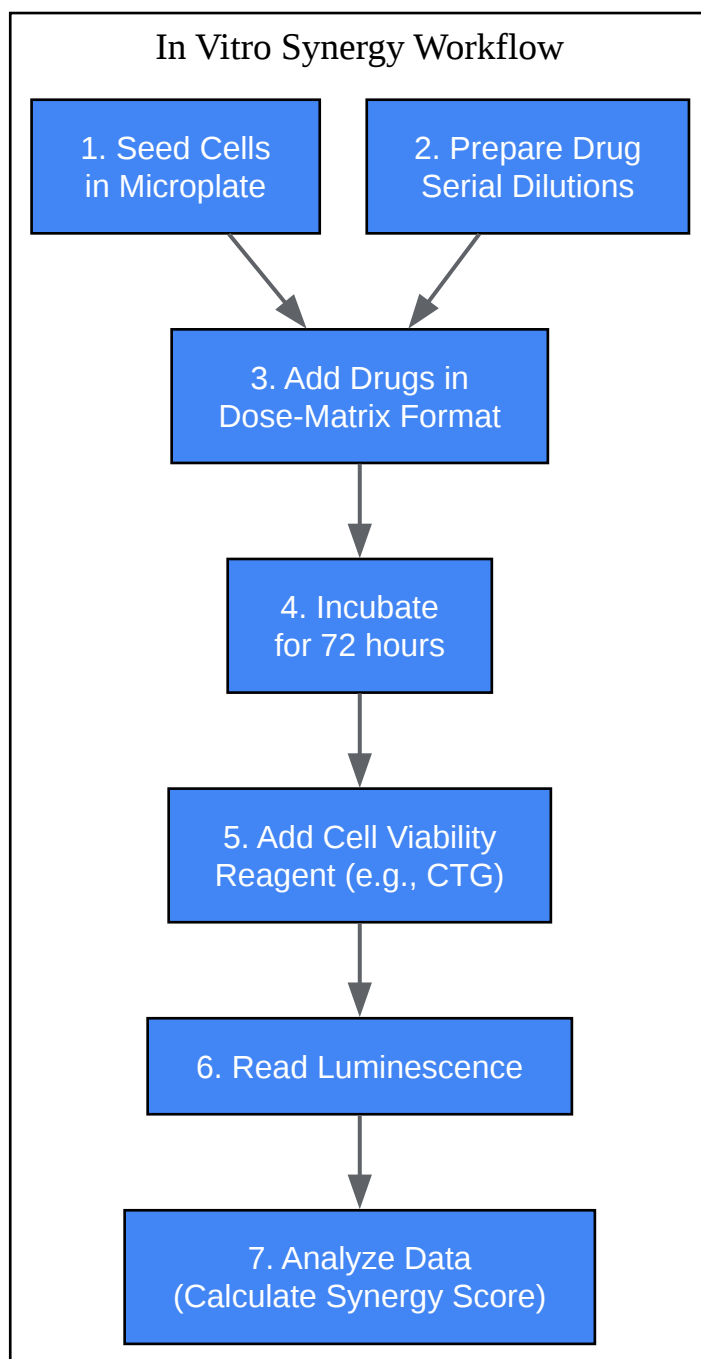 In Vitro Synergy Workflow
1. Seed Cells
in Microplate
2. Prepare Drug
Serial Dilutions
3. Add Drugs in
Dose-Matrix Format
4. Incubate
for 72 hours
5. Add Cell Viability
Reagent (e.g., CTG)
6. Read Luminescence
7. Analyze Data
(Calculate Synergy Score)